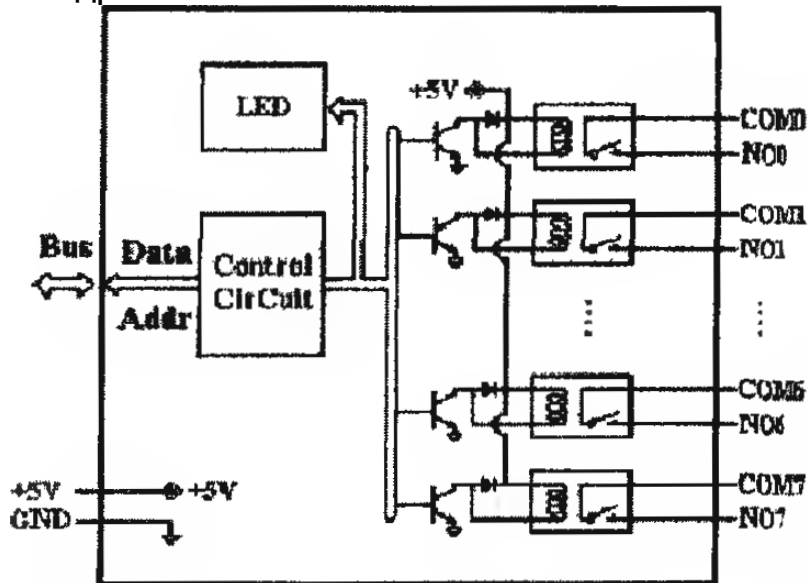 LED
+5V
COM0
NO0
COM1
NO1
Bus
Data
Addr
Control
CirCuit
COM6
NO6
+5V
GND
+5V
COM7
NO7